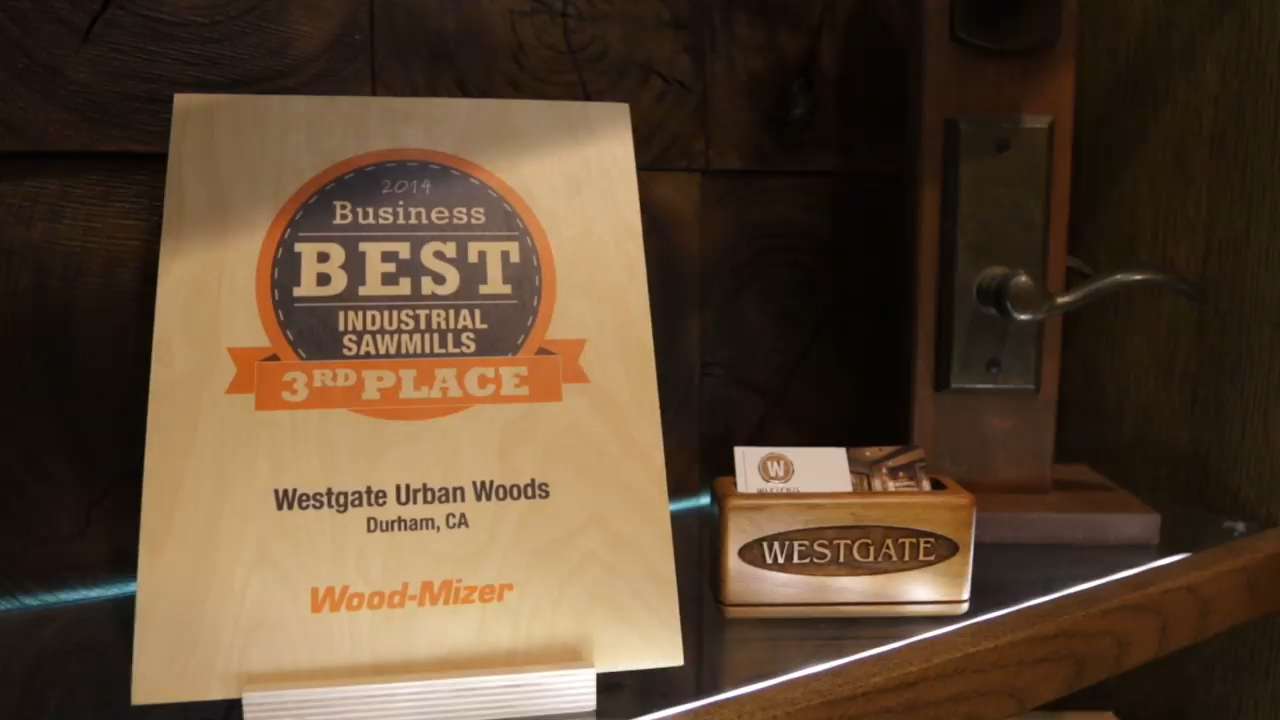 2014
Business
BEST
INDUSTRIAL
SAWMILLS
3RD PLACE
Westgate Urban Woods
Durham, CA
Wood-Mizer
W
WESTGATE